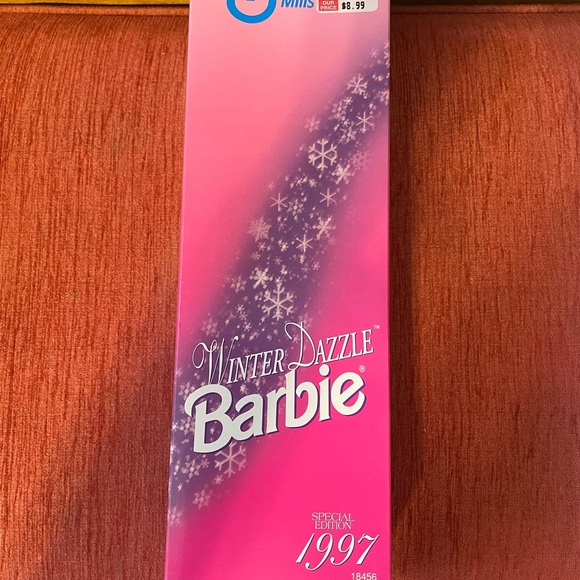 Mills
OUR PRICE $8.99
WINTER DAZZLE™
Barbie®
SPECIAL
EDITION
1997
18456